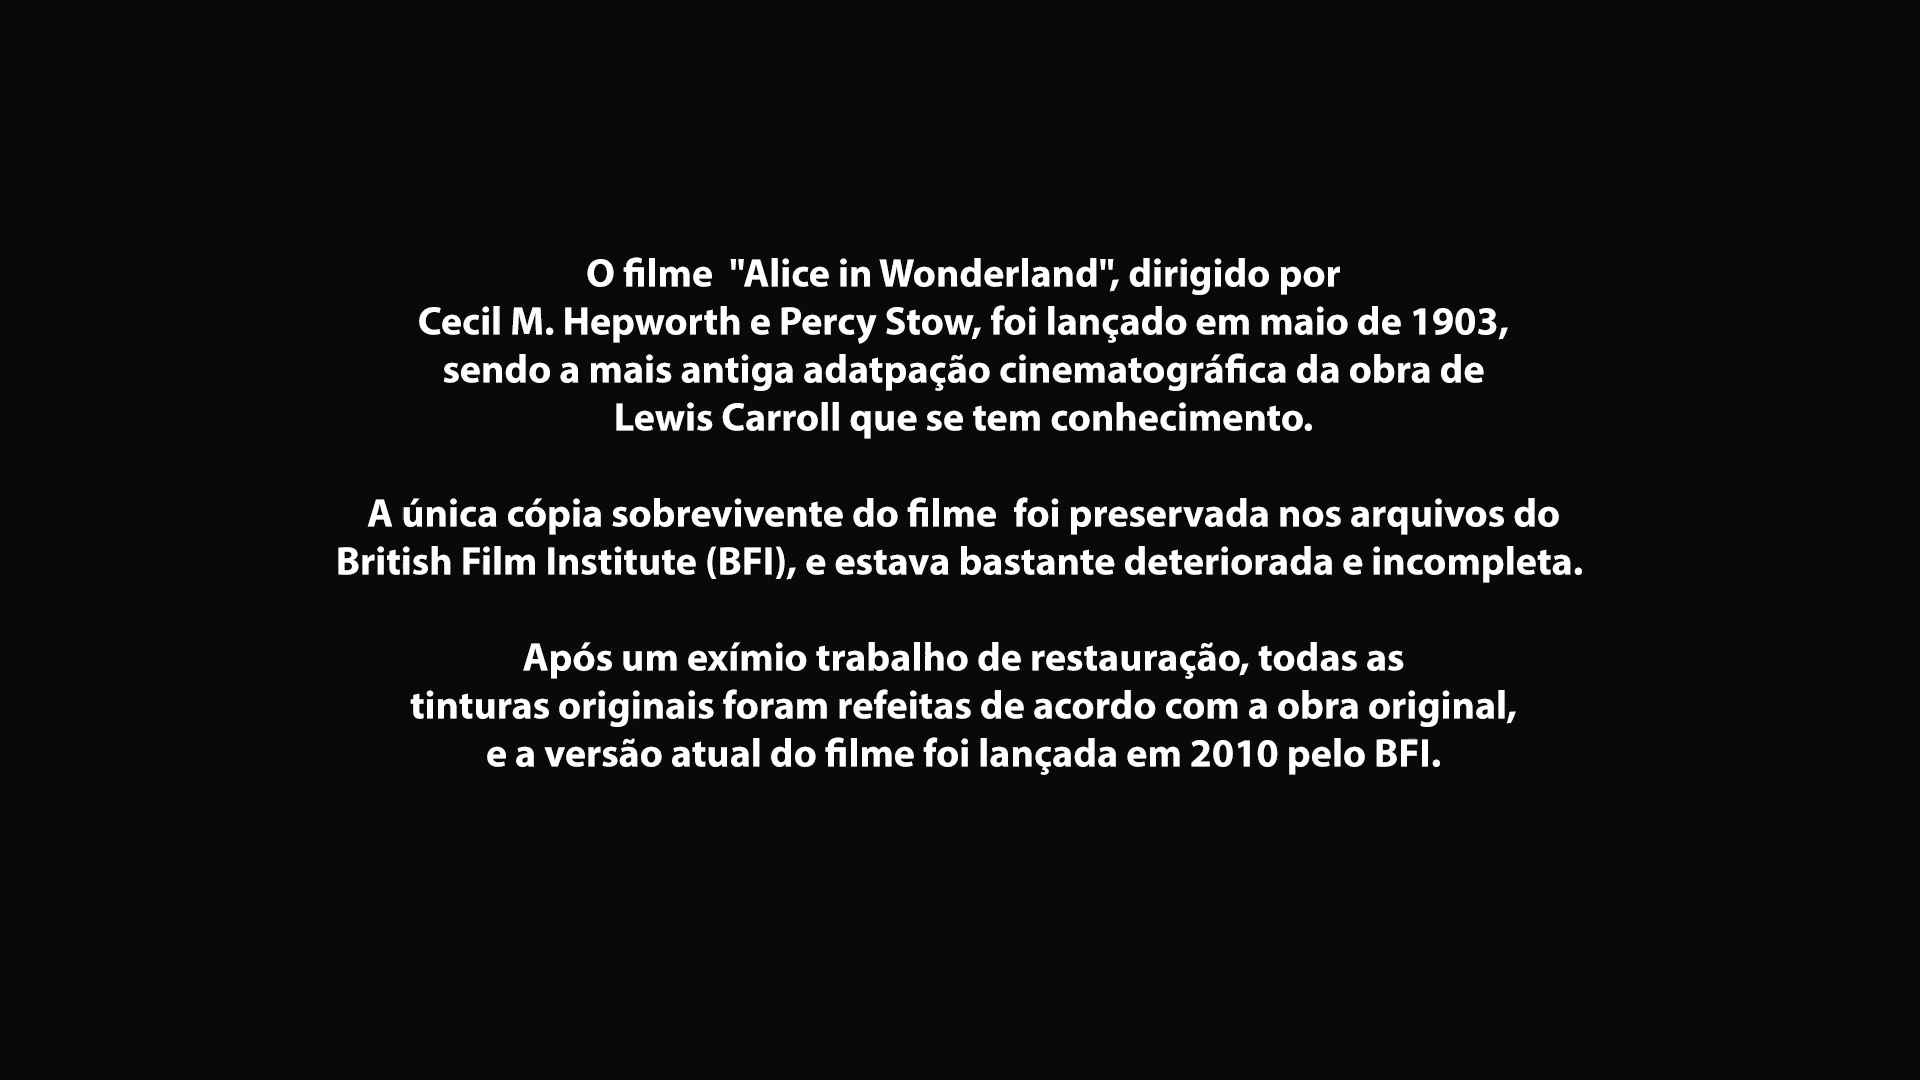 O filme  "Alice in Wonderland", dirigido por
Cecil M. Hepworth e Percy Stow, foi lançado em maio de 1903,
sendo a mais antiga adatpação cinematográfica da obra de
Lewis Carroll que se tem conhecimento.
A única cópia sobrevivente do filme  foi preservada nos arquivos do
British Film Institute (BFI), e estava bastante deteriorada e incompleta.
Após um exímio trabalho de restauração, todas as
tinturas originais foram refeitas de acordo com a obra original,
e a versão atual do filme foi lançada em 2010 pelo BFI.